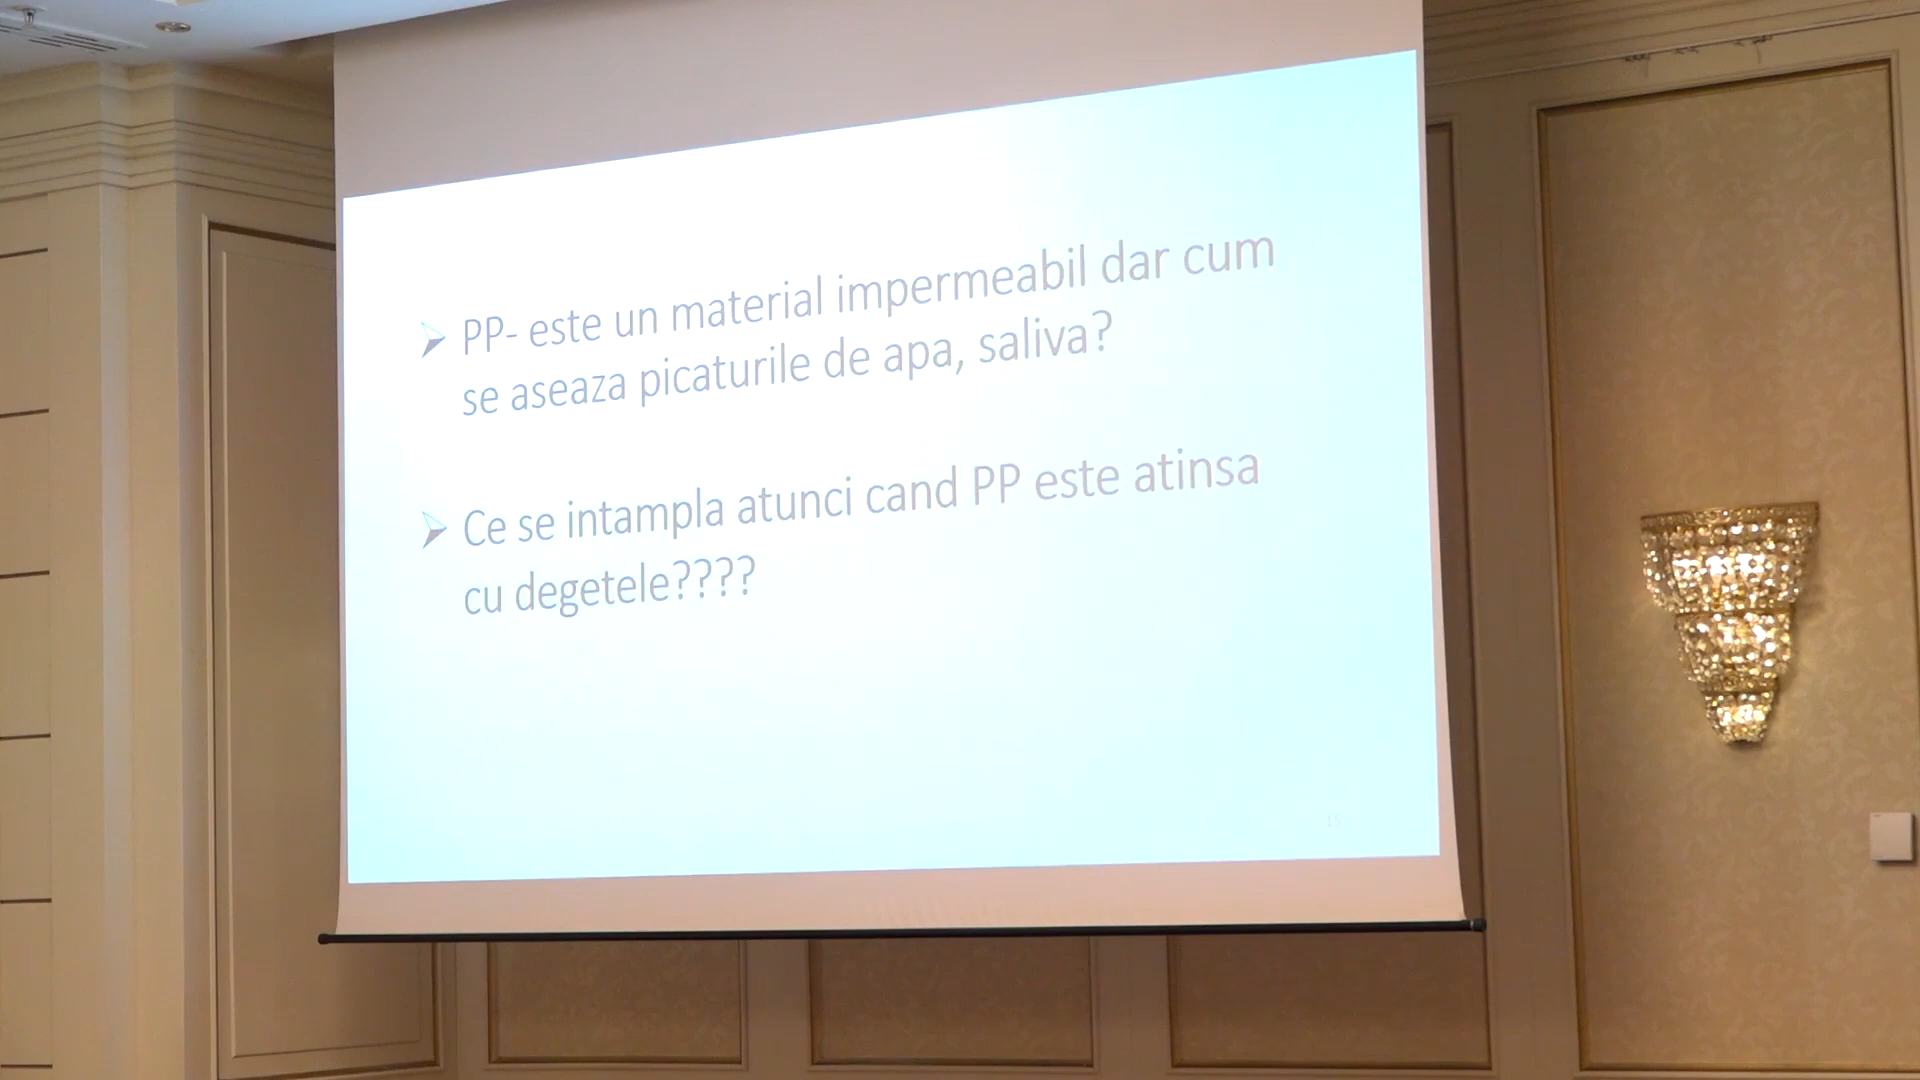 PP- este un material impermeabil dar cum
se aseaza picaturile de apa, saliva?
Ce se intampla atunci cand PP este atinsa
cu degetele????
15